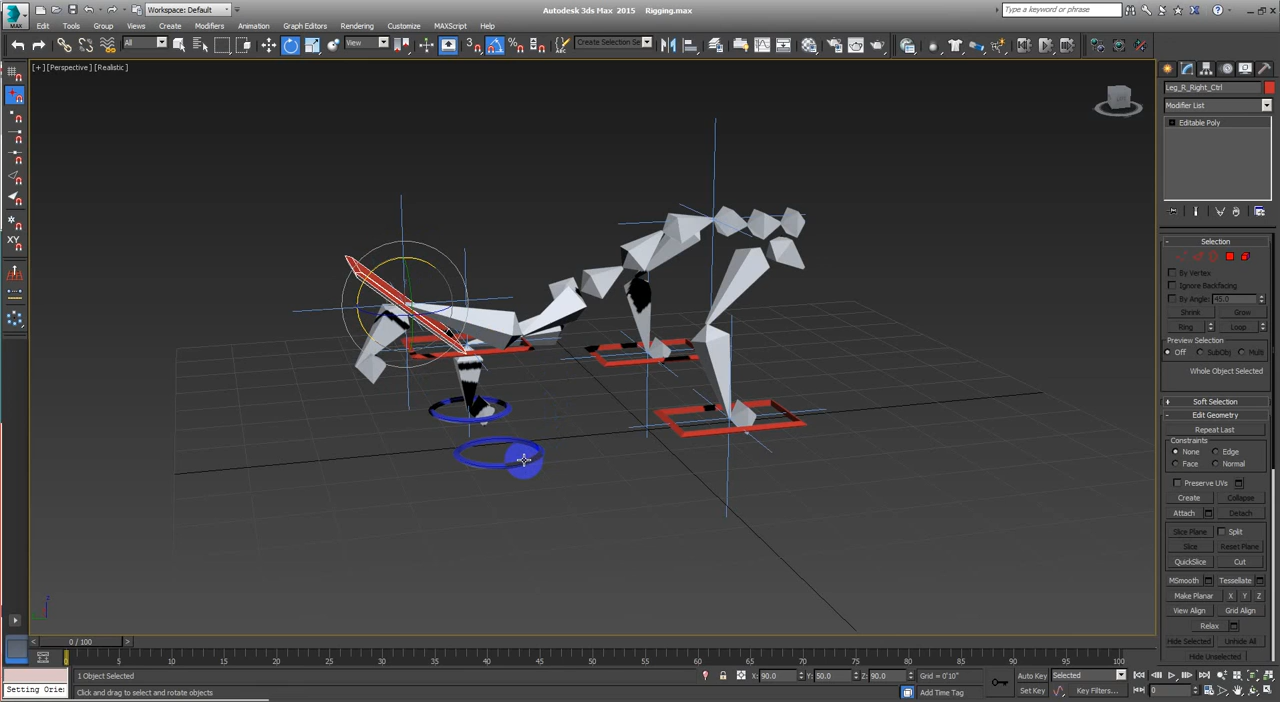 Workspace: Default
Autodesk 3ds Max 2015 Rigging.max
Type a keyword or phrase
MAX
Edit Tools Group Views Create Modifiers Animation Graph Editors Rendering Customize MAXScript Help
All View 3 Create Selection Se
[+] [Perspective] [Realistic]
XY
Leg_R_Right_Ctrl
Modifier List
Editable Poly
Selection
By Vertex
Ignore Backfacing
By Angle: 45.0
Shrink Grow
Ring Loop
Preview Selection
Off SubObj Multi
Whole Object Selected
Soft Selection
Edit Geometry
Repeat Last
Constraints
None Edge
Face Normal
Preserve UVs
Create Collapse
Attach Detach
Slice Plane Split
Slice Reset Plane
QuickSlice Cut
MSmooth Tessellate
Make Planar X Y Z
View Align Grid Align
Relax
Hide Selected Unhide All
Hide Unselected
z
0 / 100
0 5 10 15 20 25 30 35 40 45 50 55 60 65 70 75 80 85 90 95 100
1 Object Selected X: 90.0 Y: 50.0 Z: 90.0 Grid = 0'10" Auto Key Selected
Setting Orie Click and drag to select and rotate objects Add Time Tag Set Key Key Filters... 0